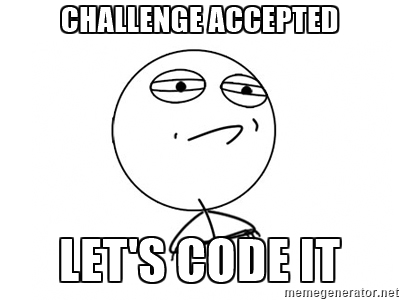 CHALLENGE ACCEPTED
LET'S CODE IT
memegenerator.net